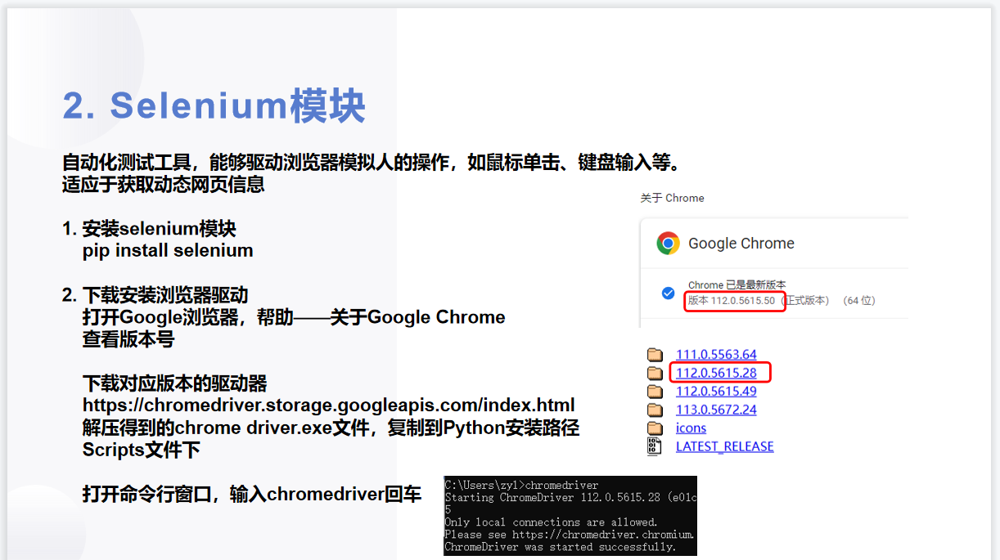 2. Selenium模块
自动化测试工具，能够驱动浏览器模拟人的操作，如鼠标单击、键盘输入等。
适应于获取动态网页信息
1. 安装selenium模块
pip install selenium
2. 下载安装浏览器驱动
打开Google浏览器，帮助——关于Google Chrome
查看版本号
下载对应版本的驱动器
https://chromedriver.storage.googleapis.com/index.html
解压得到的chrome driver.exe文件，复制到Python安装路径
Scripts文件下
打开命令行窗口，输入chromedriver回车
关于 Chrome
Google Chrome
Chrome 已是最新版本
版本 112.0.5615.50（正式版本） （64 位）
111.0.5563.64
112.0.5615.28
112.0.5615.49
113.0.5672.24
icons
LATEST_RELEASE
C:\Users\zyl>chromedriver
Starting ChromeDriver 112.0.5615.28 (e01c
5
Only local connections are allowed.
Please see https://chromedriver.chromium.
ChromeDriver was started successfully.